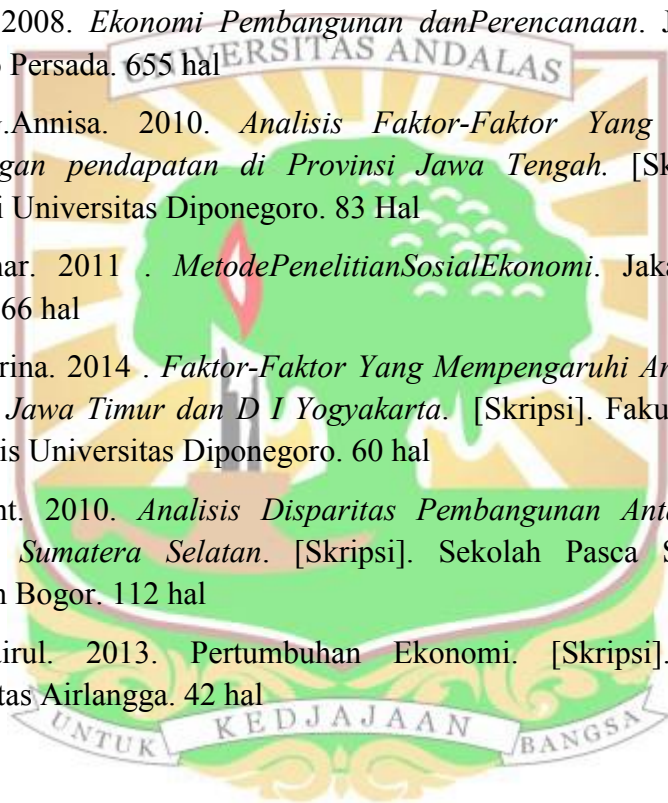 2008. Ekonomi Pembangunan danPerencanaan. J
Persada. 655 hal
UNIVERSITAS ANDALAS
.Annisa. 2010. Analisis Faktor-Faktor Yang
gan pendapatan di Provinsi Jawa Tengah. [Sk
i Universitas Diponegoro. 83 Hal
ar. 2011 . MetodePenelitianSosialEkonomi. Jaka
66 hal
rina. 2014 . Faktor-Faktor Yang Mempengaruhi An
Jawa Timur dan D I Yogyakarta. [Skripsi]. Faku
is Universitas Diponegoro. 60 hal
nt. 2010. Analisis Disparitas Pembangunan Anta
Sumatera Selatan. [Skripsi]. Sekolah Pasca S
n Bogor. 112 hal
irul. 2013. Pertumbuhan Ekonomi. [Skripsi].
tas Airlangga. 42 hal
UNTUK KEDJAJAAN BANGSA